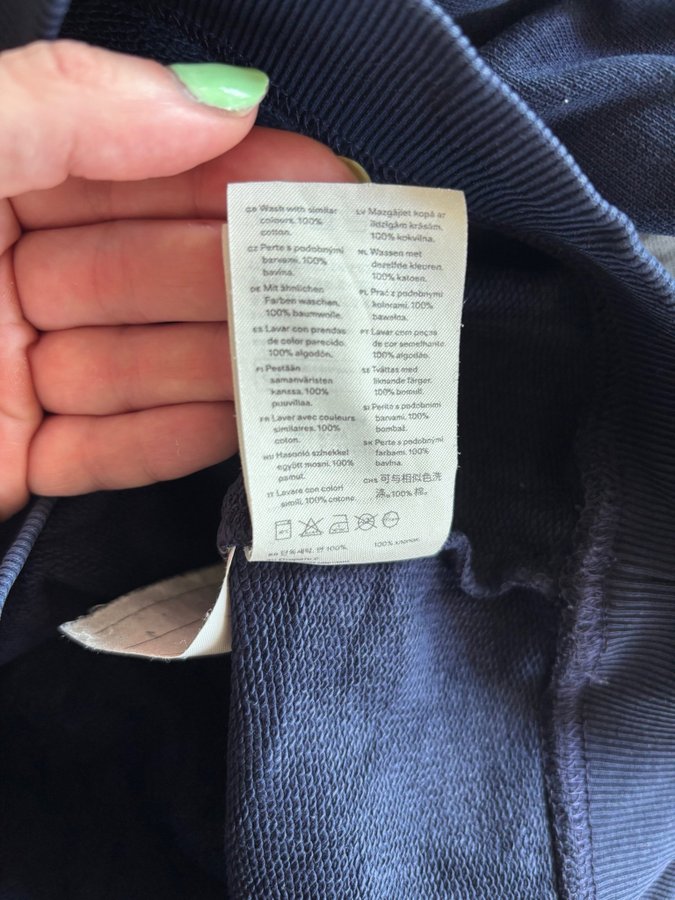 GB Wash with similar
colours. 100%
cotton.
CZ Perte s podobnými
barvami. 100%
bavlna.
DE Mit ähnlichen
Farben waschen.
100% baumwolle.
ES Lavar con prendas
de color parecido.
100% algodón.
FI Pestään
samanväristen
kanssa. 100%
puuvillaa.
FR Laver avec couleurs
similaires. 100%
coton.
HU Hasonló színekkel
együtt mosni. 100%
pamut.
IT Lavare con colori
simili. 100% cotone.
LV Mazgājiet kopā ar
līdzīgām krāsām.
100% kokvilna.
NL Wassen met
dezelfde kleuren.
100% katoen.
PL Prać z podobnymi
kolorami. 100%
bawełna.
PT Lavar com peças
de cor semelhante.
100% algodão.
SE Tvättas med
liknande färger.
100% bomull.
SI Perite s podobnimi
barvami. 100%
bombaž.
SK Perte s podobnými
farbami. 100%
bavlna.
CHS 可与相似色洗
涤。100% 棉。
100%
100% хлопок.